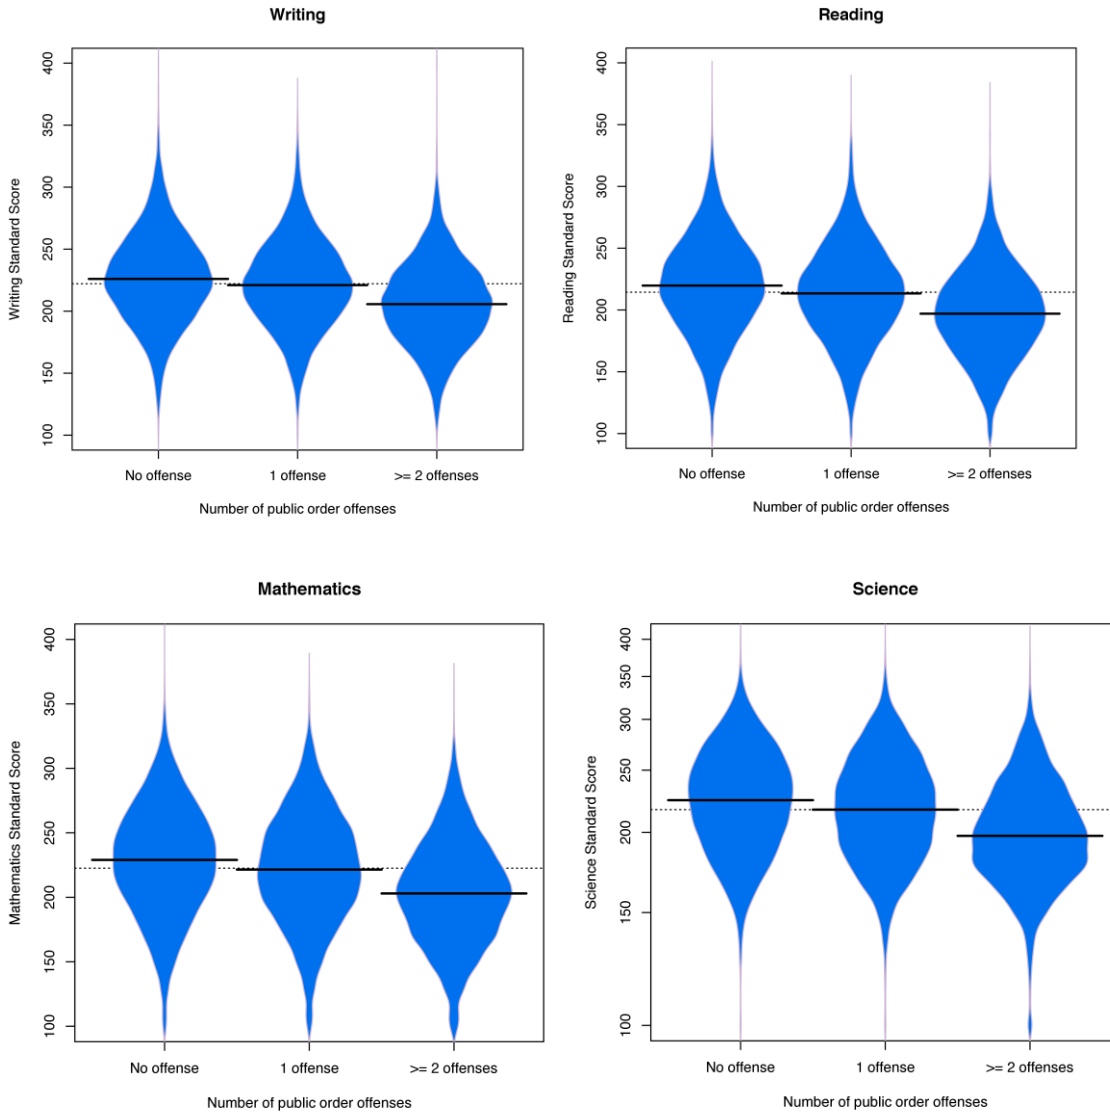 Writing
Writing Standard Score
400
350
300
250
200
150
100
No offense 1 offense >= 2 offenses
Number of public order offenses
Reading
Reading Standard Score
400
350
300
250
200
150
100
No offense 1 offense >= 2 offenses
Number of public order offenses
Mathematics
Mathematics Standard Score
400
350
300
250
200
150
100
No offense 1 offense >= 2 offenses
Number of public order offenses
Science
Science Standard Score
400
350
300
250
200
150
100
No offense 1 offense >= 2 offenses
Number of public order offenses